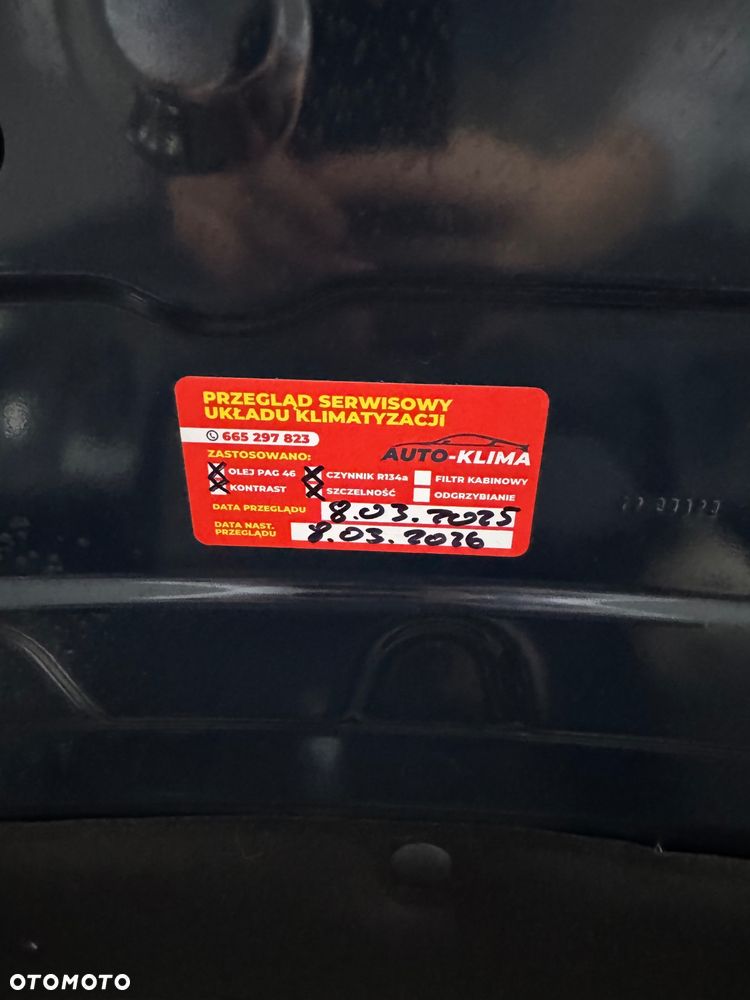 PRZEGLĄD SERWISOWY
UKŁADU KLIMATYZACJI
665 297 823
AUTO-KLIMA
ZASTOSOWANO:
OLEJ PAG 46 CZYNNIK R134a FILTR KABINOWY
KONTRAST SZCZELNOŚĆ ODGRZYBIANIE
DATA PRZEGLĄDU 8.03.2025
DATA NAST.
PRZEGLĄDU 8.03.2026
OTOMOTO